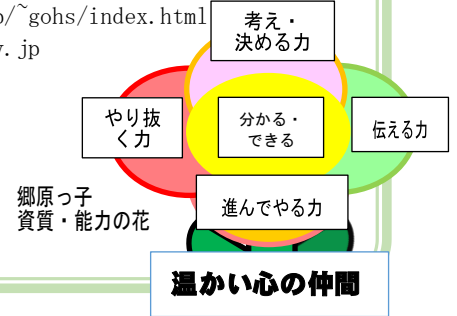 o/~gohs/index.html
y.jp
考え・
決める力
やり抜
く力
分かる・
できる
伝える力
郷原っ子
資質・能力の花
進んでやる力
温かい心の仲間